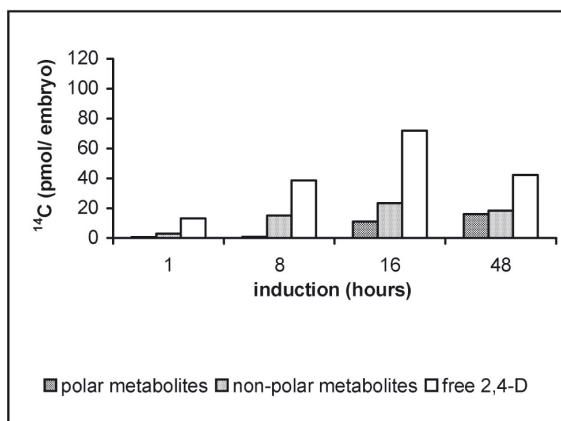 120
100
80
60
40
20
0
¹⁴C (pmol/ embryo)
1 8 16 48
induction (hours)
polar metabolites non-polar metabolites free 2,4-D